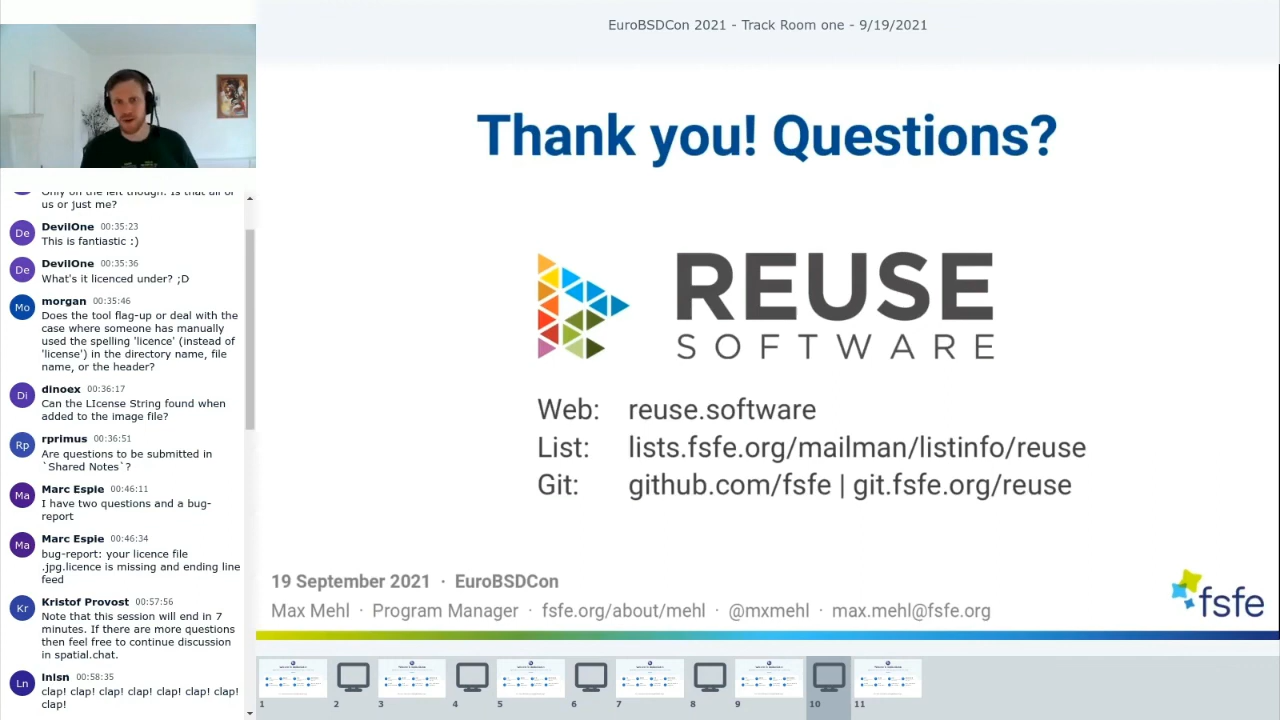 EuroBSDCon 2021 - Track Room one - 9/19/2021
Only on the left though. Is that all of
us or just me?
De DevilOne 00:35:23
This is fantiastic :)
De DevilOne 00:35:36
What's it licenced under? ;D
Mo morgan 00:35:46
Does the tool flag-up or deal with the
case where someone has manually
used the spelling 'licence' (instead of
'license') in the directory name, file
name, or the header?
Di dinoex 00:36:17
Can the LIcense String found when
added to the image file?
Rp rprimus 00:36:51
Are questions to be submitted in
`Shared Notes`?
Ma Marc Espie 00:46:11
I have two questions and a bug-
report
Ma Marc Espie 00:46:34
bug-report: your licence file
.jpg.licence is missing and ending line
feed
Kr Kristof Provost 00:57:56
Note that this session will end in 7
minutes. If there are more questions
then feel free to continue discussion
in spatial.chat.
Ln lnisn 00:58:35
clap! clap! clap! clap! clap! clap! clap!
clap!
Thank you! Questions?
REUSE
SOFTWARE
Web: reuse.software
List: lists.fsfe.org/mailman/listinfo/reuse
Git: github.com/fsfe | git.fsfe.org/reuse
19 September 2021 · EuroBSDCon
Max Mehl · Program Manager · fsfe.org/about/mehl · @mxmehl · max.mehl@fsfe.org
fsfe
1 2 3 4 5 6 7 8 9 10 11